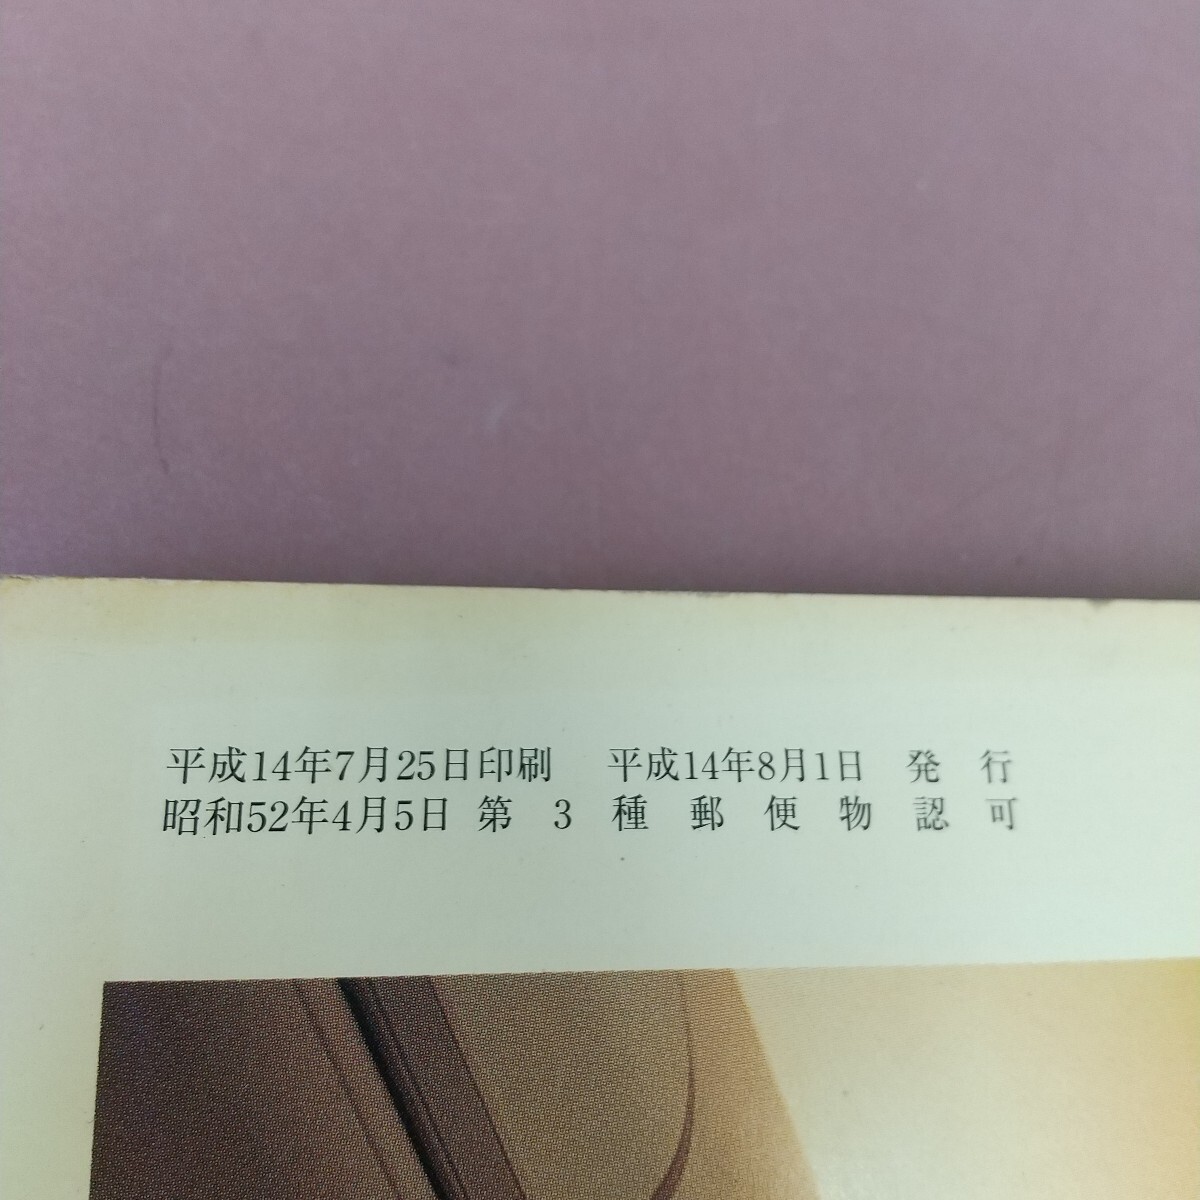 平成14年7月25日印刷　平成14年8月1日　発　行
昭和52年4月5日 第　3　種　郵　便　物　認　可